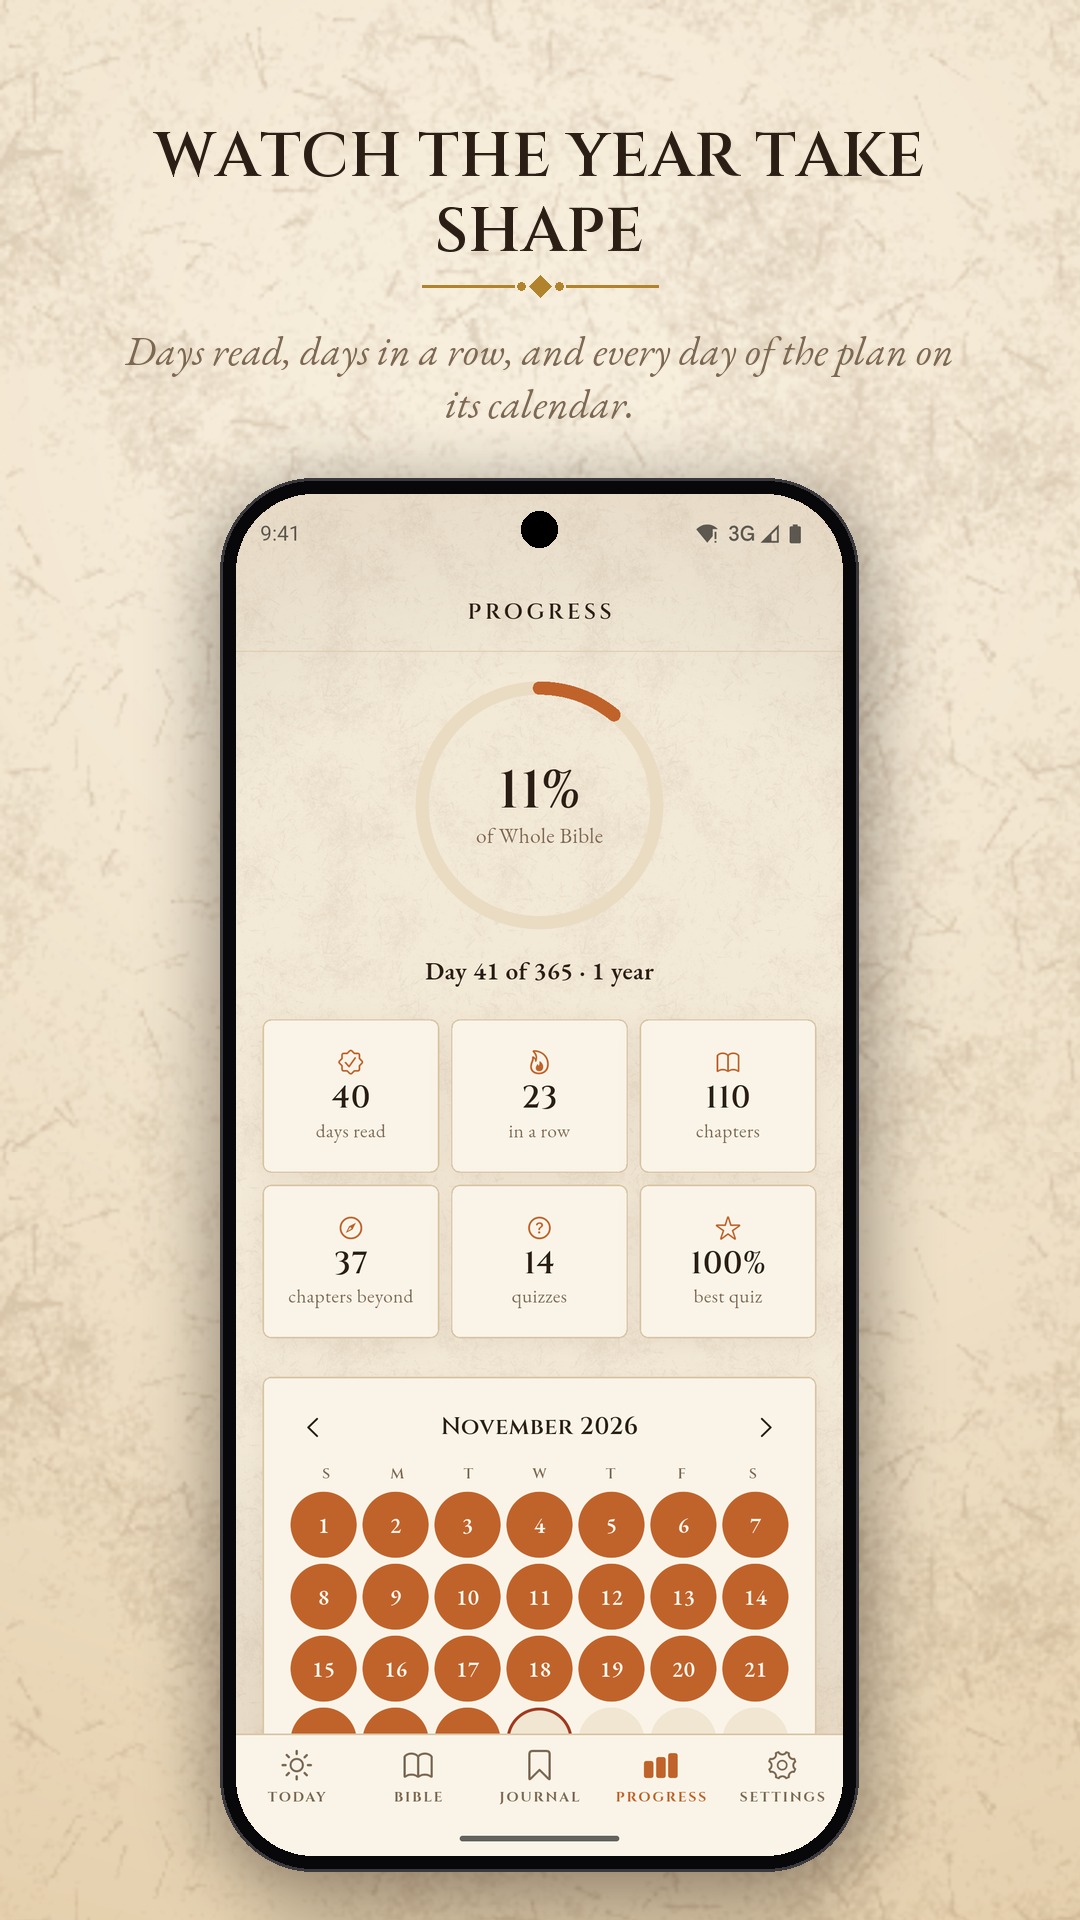 WATCH THE YEAR TAKE
SHAPE
Days read, days in a row, and every day of the plan on
its calendar.
9:41
3G
PROGRESS
11%
of Whole Bible
Day 41 of 365 · 1 year
40
days read
23
in a row
110
chapters
37
chapters beyond
14
quizzes
100%
best quiz
November 2026
S M T W T F S
1 2 3 4 5 6 7
8 9 10 11 12 13 14
15 16 17 18 19 20 21
TODAY BIBLE JOURNAL PROGRESS SETTINGS